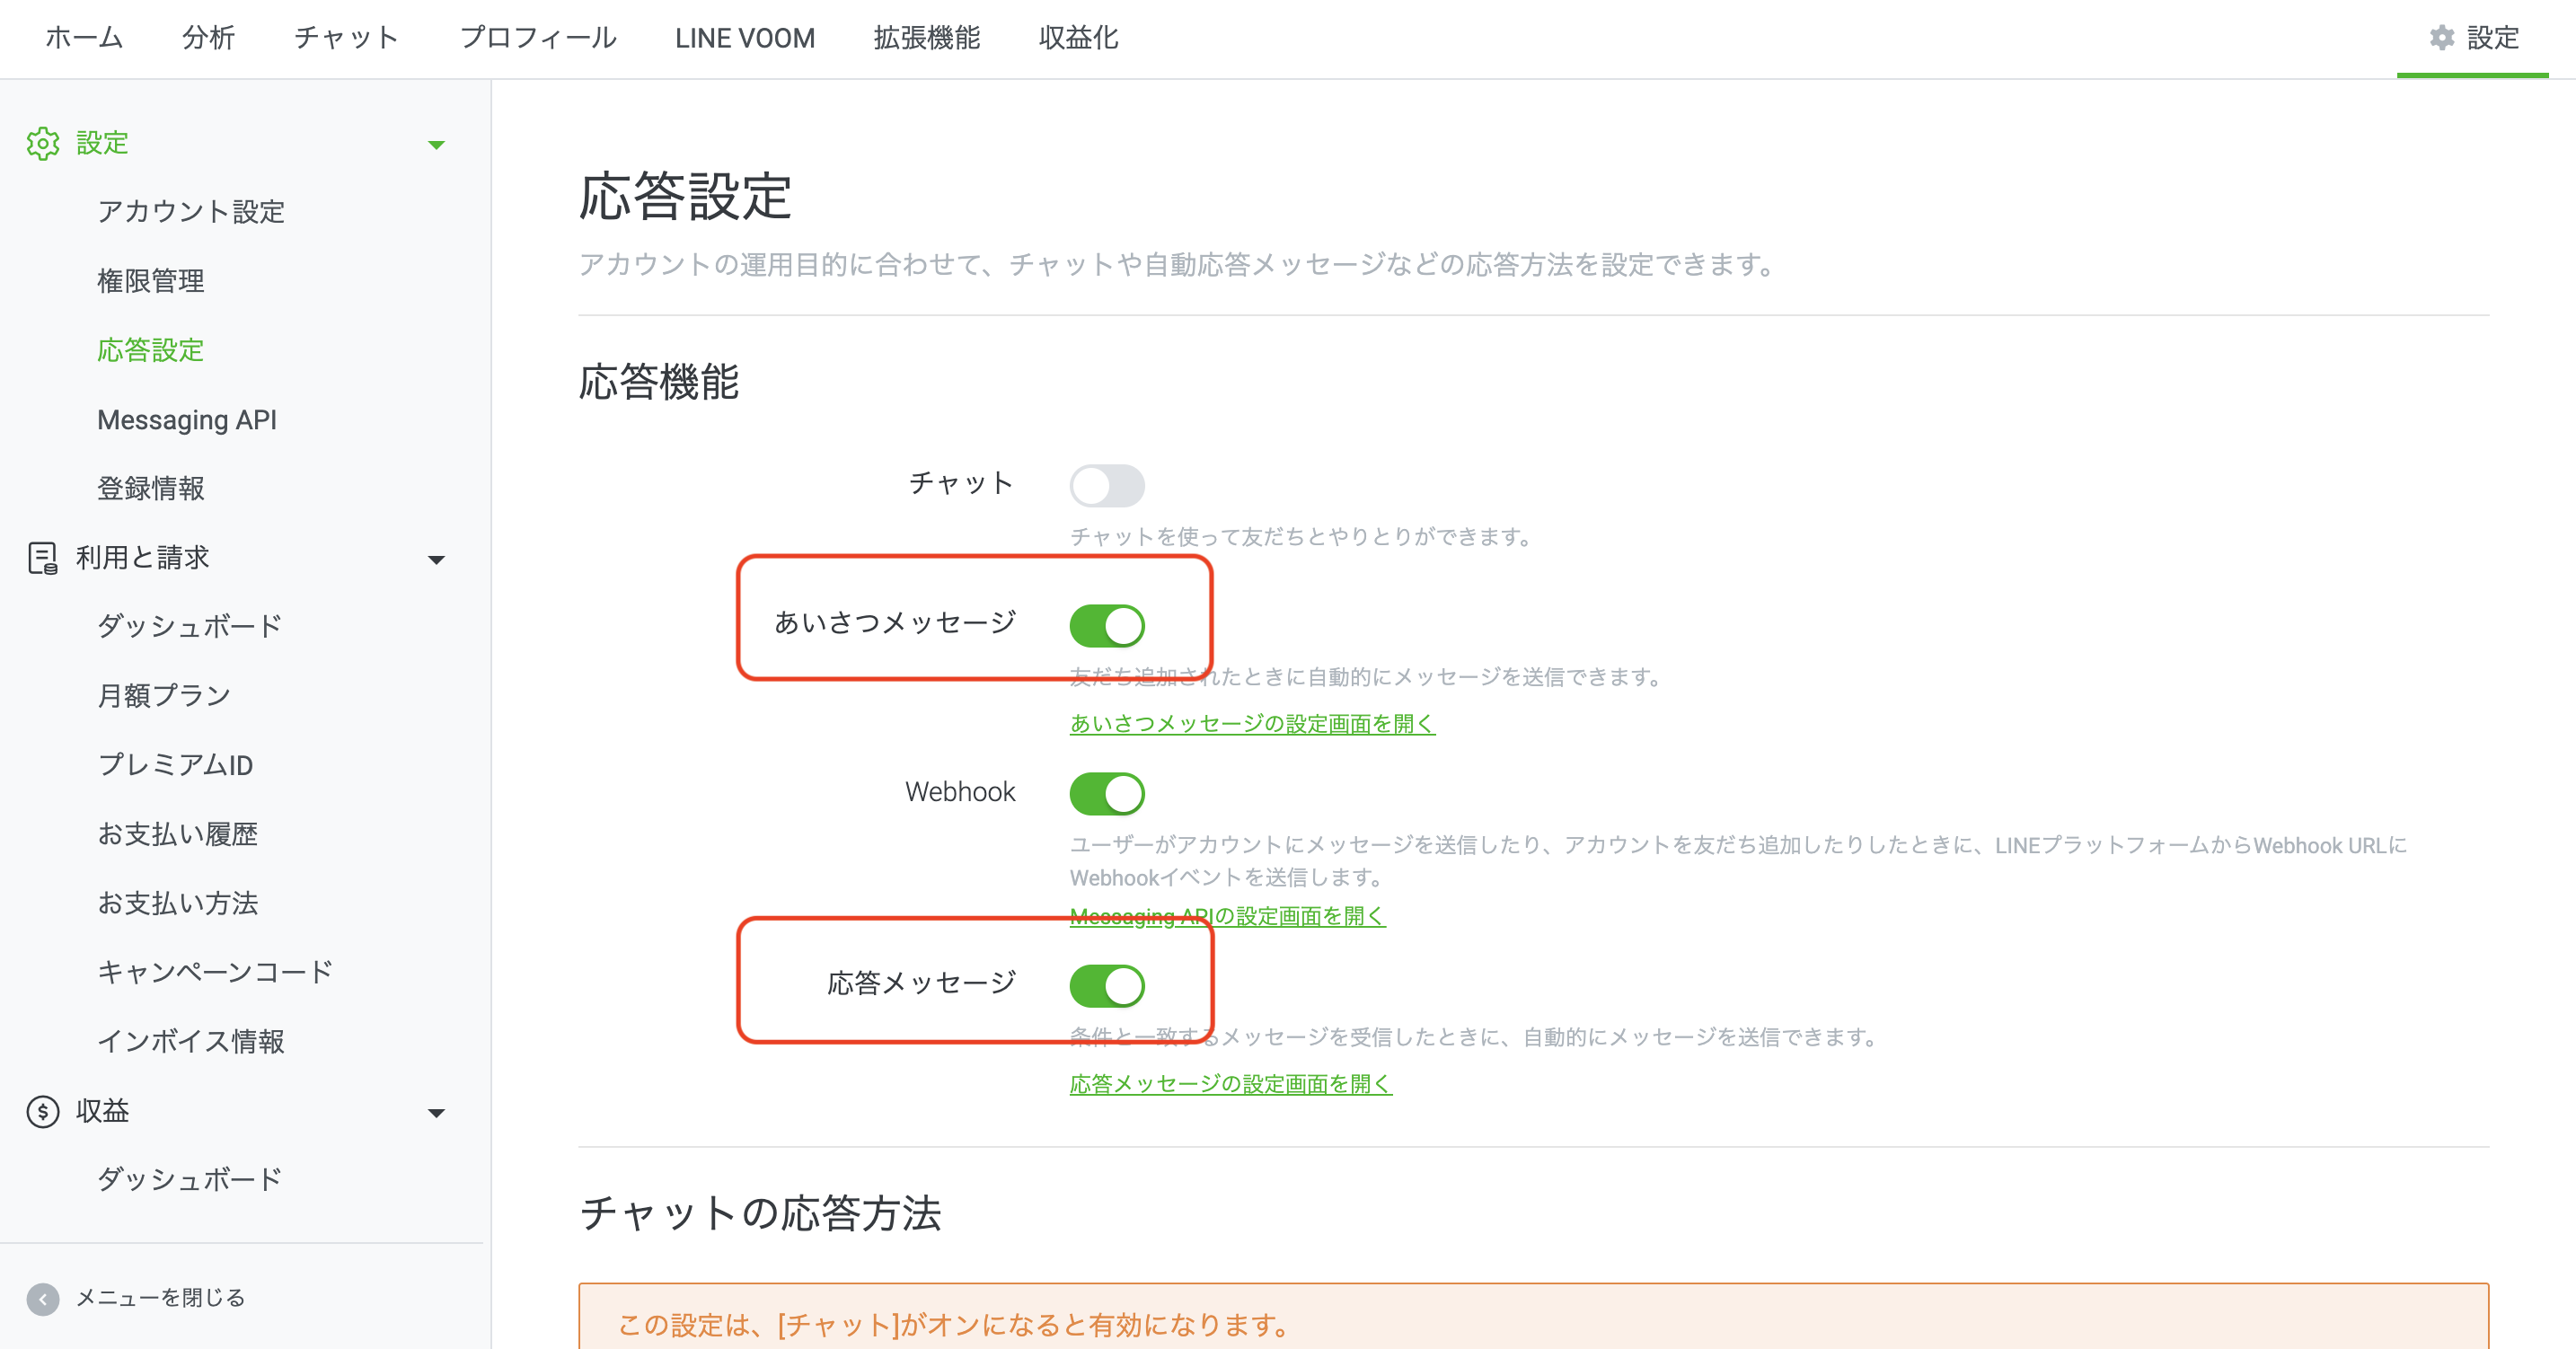 ホーム 分析 チャット プロフィール LINE VOOM 拡張機能 収益化 設定
設定
アカウント設定
権限管理
応答設定
Messaging API
登録情報
利用と請求
ダッシュボード
月額プラン
プレミアムID
お支払い履歴
お支払い方法
キャンペーンコード
インボイス情報
収益
ダッシュボード
メニューを閉じる
応答設定
アカウントの運用目的に合わせて、チャットや自動応答メッセージなどの応答方法を設定できます。
応答機能
チャット
チャットを使って友だちとやりとりができます。
あいさつメッセージ
友だち追加されたときに自動的にメッセージを送信できます。
あいさつメッセージの設定画面を開く
Webhook
ユーザーがアカウントにメッセージを送信したり、アカウントを友だち追加したりしたときに、LINEプラットフォームからWebhook URLに
Webhookイベントを送信します。
Messaging APIの設定画面を開く
応答メッセージ
条件と一致するメッセージを受信したときに、自動的にメッセージを送信できます。
応答メッセージの設定画面を開く
チャットの応答方法
この設定は、[チャット]がオンになると有効になります。